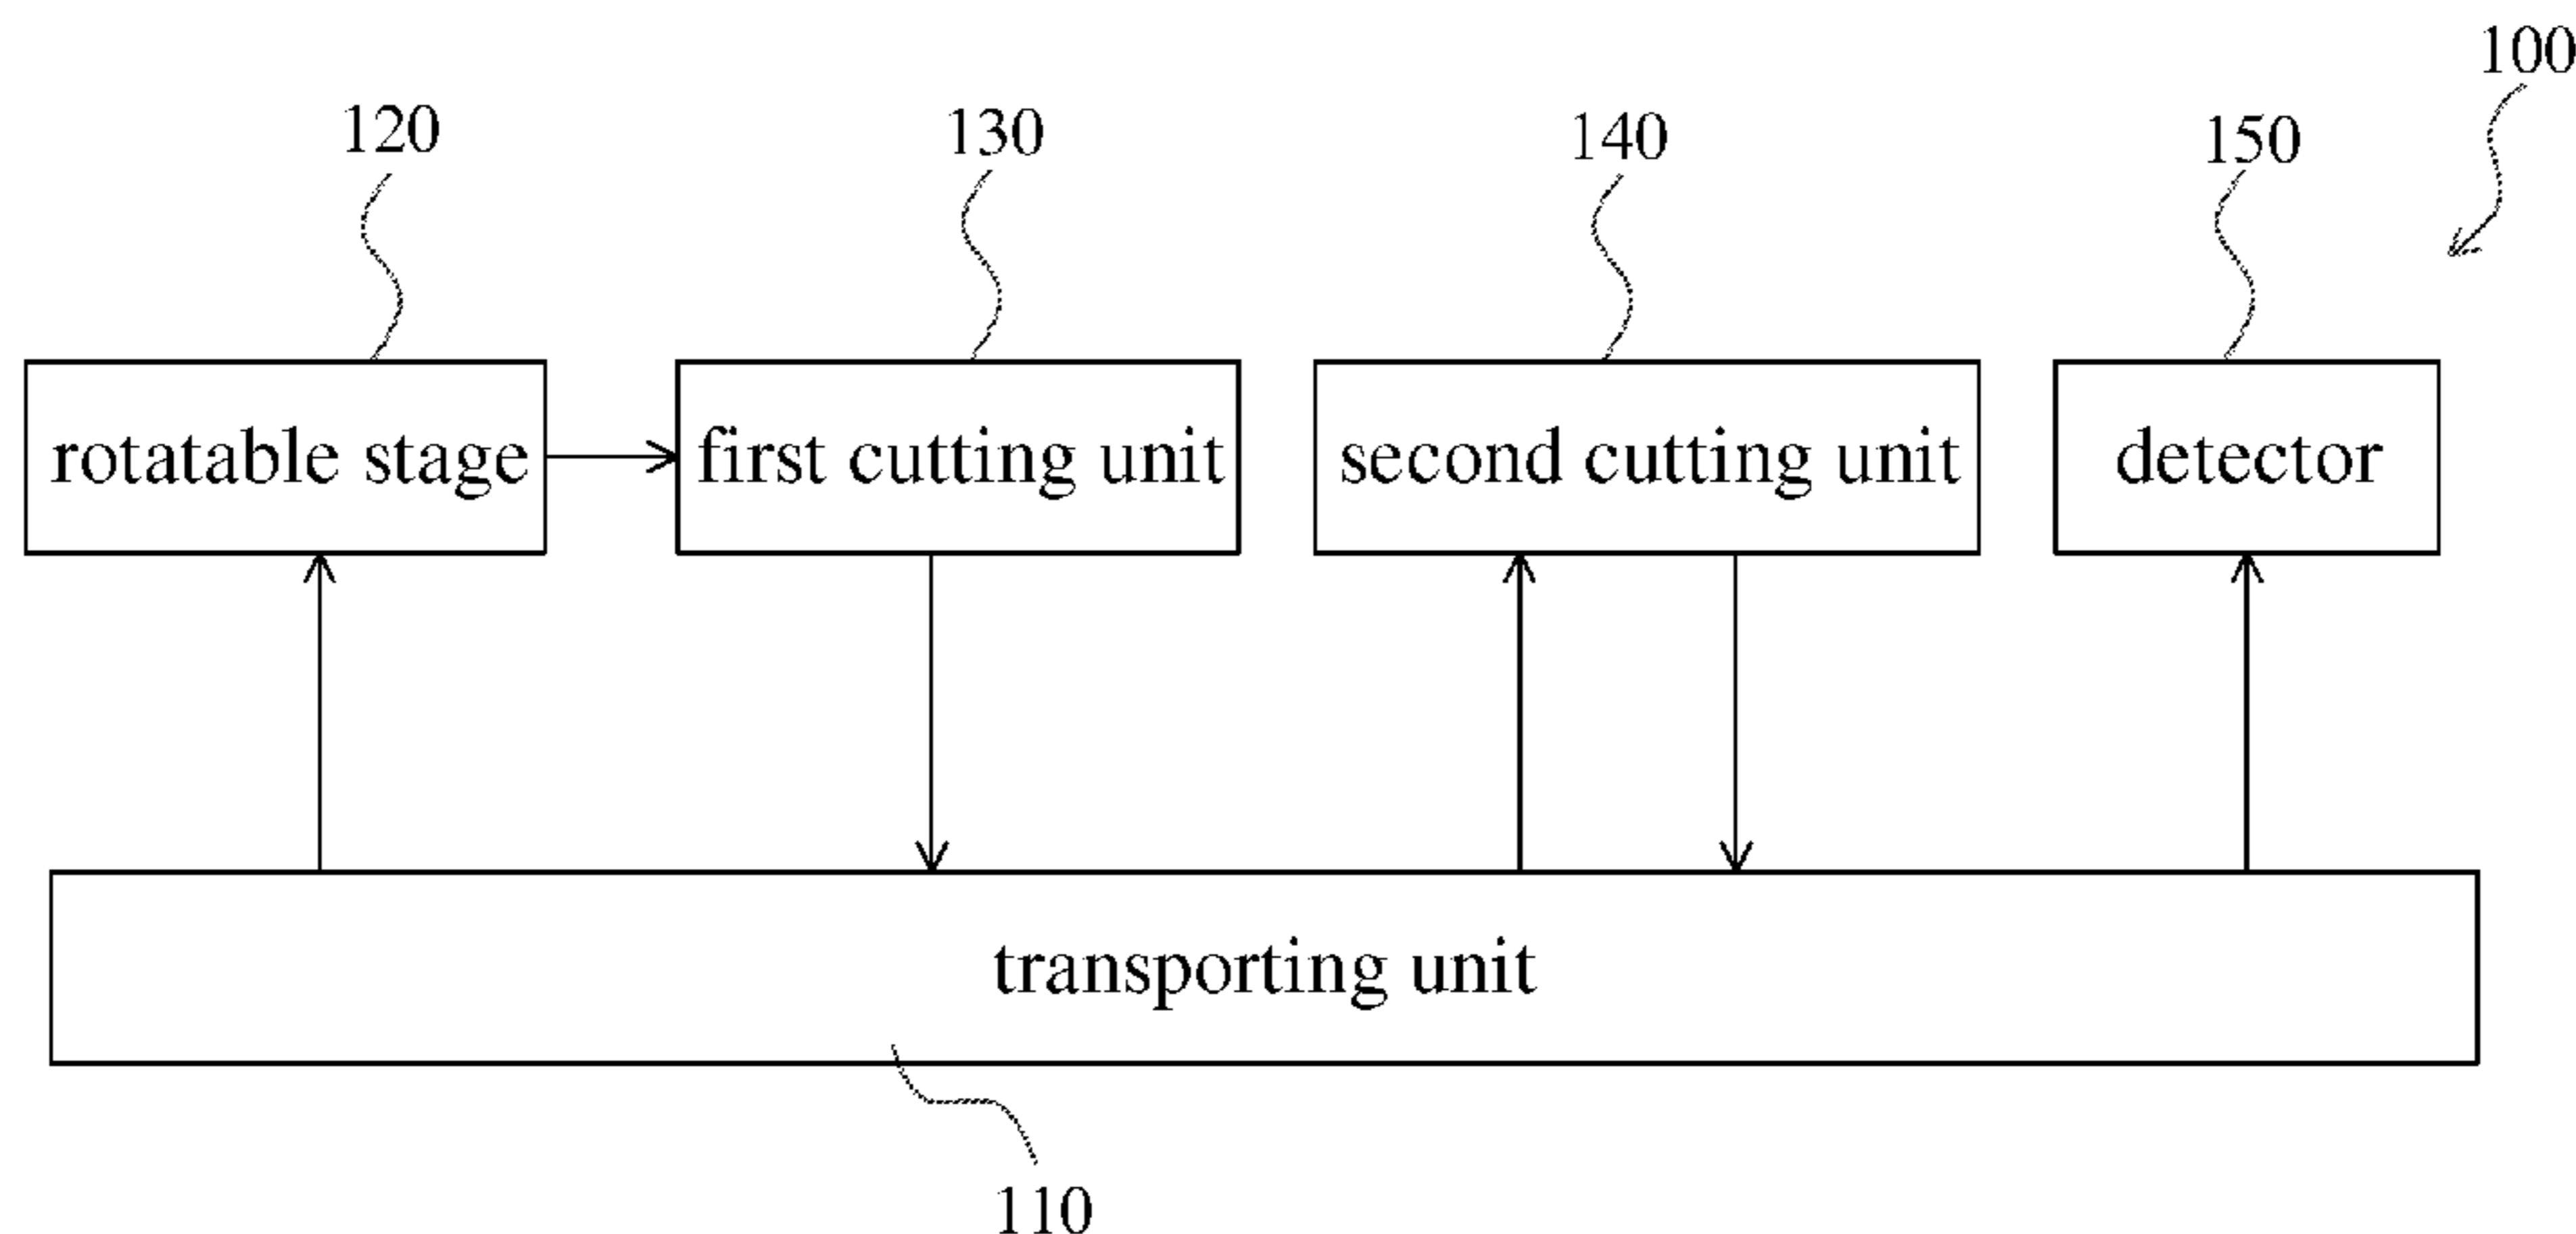 100
120
130
140
150
rotatable stage
first cutting unit
second cutting unit
detector
transporting unit
110